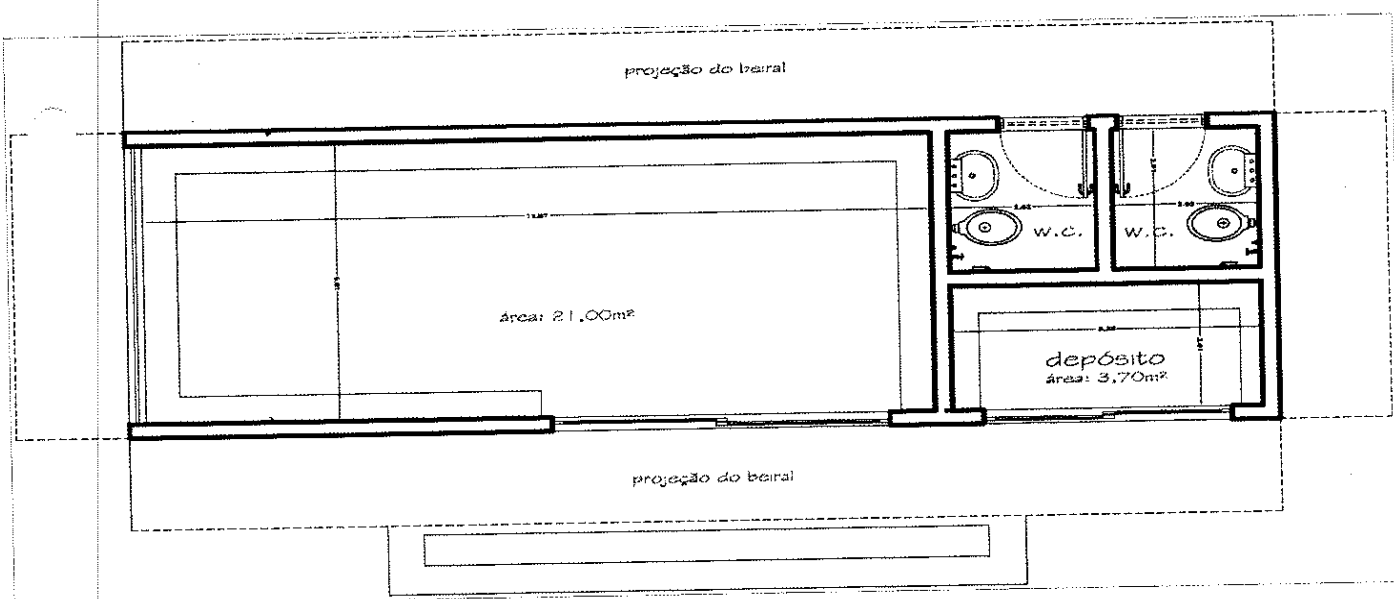 projeção do beiral
W.C.
W.C.
área: 21.00m²
depósito
área: 3.70m²
projeção do beiral